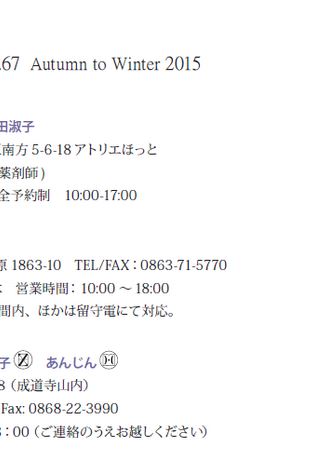 .67 Autumn to Winter 2015
田淑子
南方 5-6-18 アトリエほっと
薬剤師 )
全予約制 10:00-17:00
原 1863-10 TEL/FAX : 0863-71-5770
営業時間 : 10:00 ～ 18:00
間内、ほかは留守電にて対応。
子 あんじん
8 (成道寺山内)
Fax: 0868-22-3990
: 00 (ご連絡のうえお越しください)